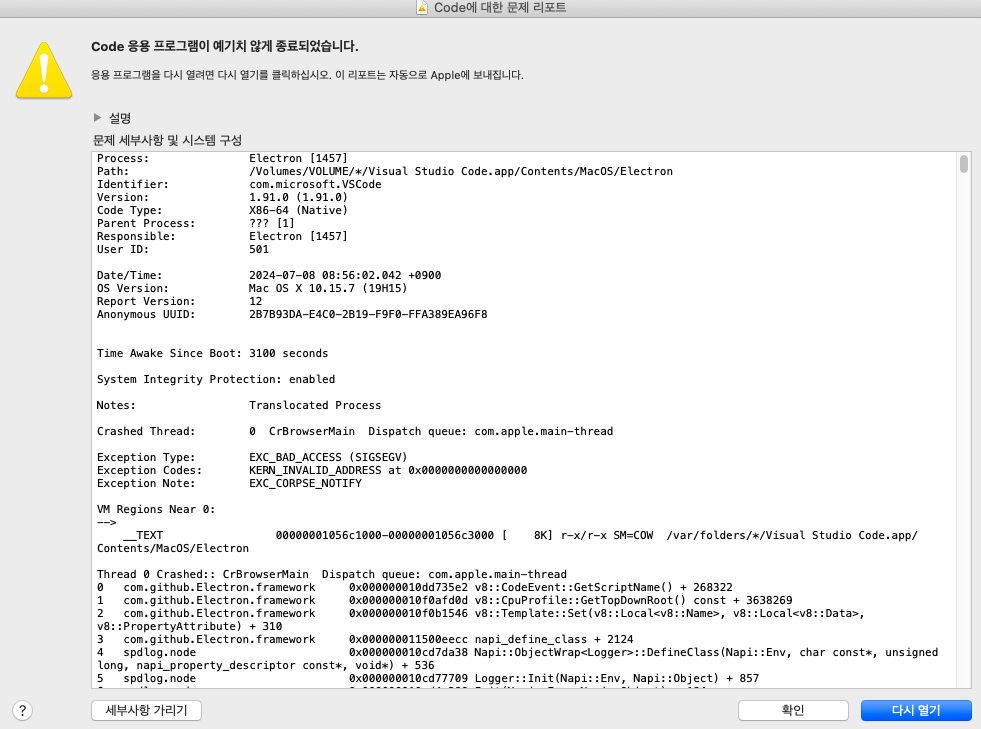 Code에 대한 문제 리포트
Code 응용 프로그램이 예기치 않게 종료되었습니다.
응용 프로그램을 다시 열려면 다시 열기를 클릭하십시오. 이 리포트는 자동으로 Apple에 보내집니다.
설명
문제 세부사항 및 시스템 구성
Process: Electron [1457]
Path: /Volumes/VOLUME/*/Visual Studio Code.app/Contents/MacOS/Electron
Identifier: com.microsoft.VSCode
Version: 1.91.0 (1.91.0)
Code Type: X86-64 (Native)
Parent Process: ??? [1]
Responsible: Electron [1457]
User ID: 501
Date/Time: 2024-07-08 08:56:02.042 +0900
OS Version: Mac OS X 10.15.7 (19H15)
Report Version: 12
Anonymous UUID: 2B7B93DA-E4C0-2B19-F9F0-FFA389EA96F8
Time Awake Since Boot: 3100 seconds
System Integrity Protection: enabled
Notes: Translocated Process
Crashed Thread: 0 CrBrowserMain Dispatch queue: com.apple.main-thread
Exception Type: EXC_BAD_ACCESS (SIGSEGV)
Exception Codes: KERN_INVALID_ADDRESS at 0x0000000000000000
Exception Note: EXC_CORPSE_NOTIFY
VM Regions Near 0:
-->
__TEXT 00000001056c1000-00000001056c3000 [ 8K] r-x/r-x SM=COW /var/folders/*/Visual Studio Code.app/
Contents/MacOS/Electron
Thread 0 Crashed:: CrBrowserMain Dispatch queue: com.apple.main-thread
0 com.github.Electron.framework 0x000000010dd735e2 v8::CodeEvent::GetScriptName() + 268322
1 com.github.Electron.framework 0x000000010f0afd0d v8::CpuProfile::GetTopDownRoot() const + 3638269
2 com.github.Electron.framework 0x000000010f0b1546 v8::Template::Set(v8::Local<v8::Name>, v8::Local<v8::Data>,
v8::PropertyAttribute) + 310
3 com.github.Electron.framework 0x000000011500eecc napi_define_class + 2124
4 spdlog.node 0x000000010cd7da38 Napi::ObjectWrap<Logger>::DefineClass(Napi::Env, char const*, unsigned
long, napi_property_descriptor const*, void*) + 536
5 spdlog.node 0x000000010cd77709 Logger::Init(Napi::Env, Napi::Object) + 857
?
세부사항 가리기
확인
다시 열기